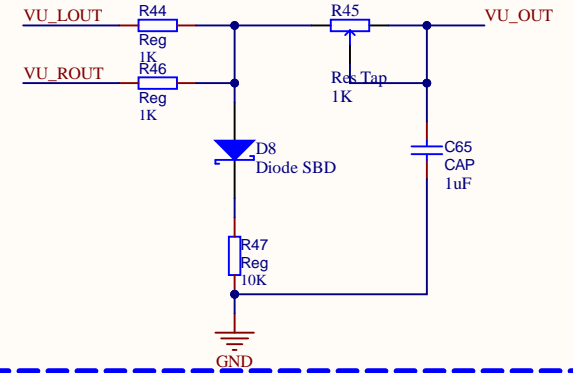 VU_LOUT
R44
Reg
1K
R45
Res Tap
1K
VU_OUT
VU_ROUT
R46
Reg
1K
D8
Diode SBD
C65
CAP
1uF
R47
Reg
10K
GND